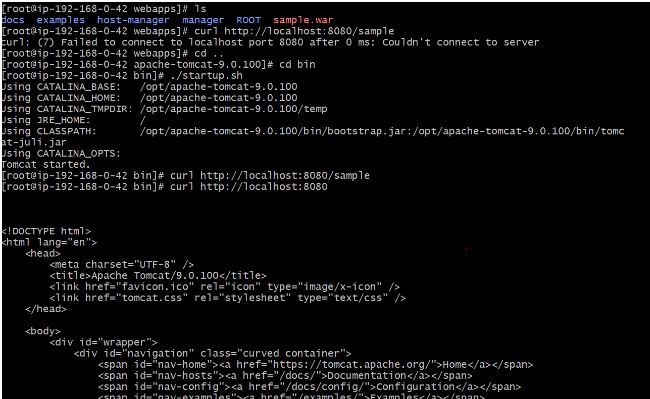 [root@ip-192-168-0-42 webapps]# ls
docs  examples  host-manager  manager  ROOT  sample.war
[root@ip-192-168-0-42 webapps]# curl http://localhost:8080/sample
curl: (7) Failed to connect to localhost port 8080 after 0 ms: Couldn't connect to server
[root@ip-192-168-0-42 webapps]# cd ..
[root@ip-192-168-0-42 apache-tomcat-9.0.100]# cd bin
[root@ip-192-168-0-42 bin]# ./startup.sh
Using CATALINA_BASE:   /opt/apache-tomcat-9.0.100
Using CATALINA_HOME:   /opt/apache-tomcat-9.0.100
Using CATALINA_TMPDIR: /opt/apache-tomcat-9.0.100/temp
Using JRE_HOME:        /
Using CLASSPATH:       /opt/apache-tomcat-9.0.100/bin/bootstrap.jar:/opt/apache-tomcat-9.0.100/bin/tomc
at-juli.jar
Using CATALINA_OPTS:
Tomcat started.
[root@ip-192-168-0-42 bin]# curl http://localhost:8080/sample
[root@ip-192-168-0-42 bin]# curl http://localhost:8080
<!DOCTYPE html>
<html lang="en">
    <head>
        <meta charset="UTF-8" />
        <title>Apache Tomcat/9.0.100</title>
        <link href="favicon.ico" rel="icon" type="image/x-icon" />
        <link href="tomcat.css" rel="stylesheet" type="text/css" />
    </head>
    <body>
        <div id="wrapper">
            <div id="navigation" class="curved container">
                <span id="nav-home"><a href="https://tomcat.apache.org/">Home</a></span>
                <span id="nav-hosts"><a href="/docs/">Documentation</a></span>
                <span id="nav-config"><a href="/docs/config/">Configuration</a></span>
                <span id="nav-examples"><a href="/examples/">Examples</a></span>